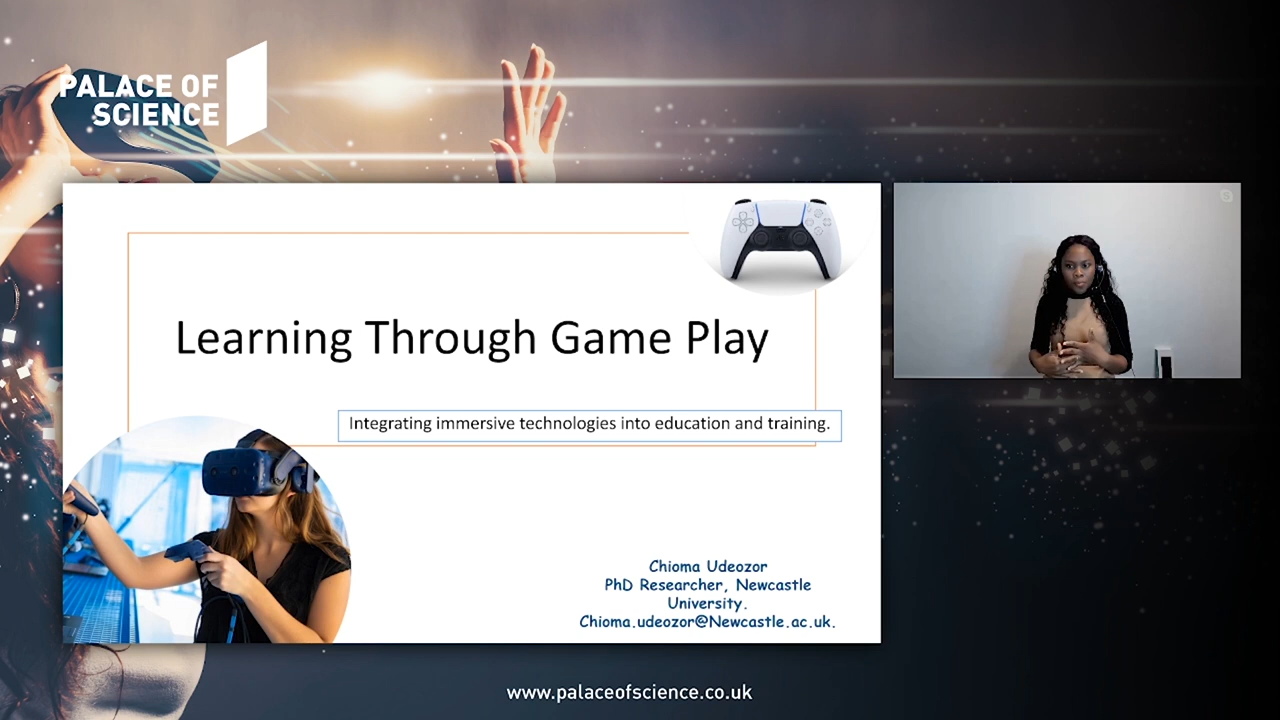 PALACE OF
SCIENCE
Learning Through Game Play
Integrating immersive technologies into education and training.
Chioma Udeozor
PhD Researcher, Newcastle
University.
Chioma.udeozor@Newcastle.ac.uk.
www.palaceofscience.co.uk